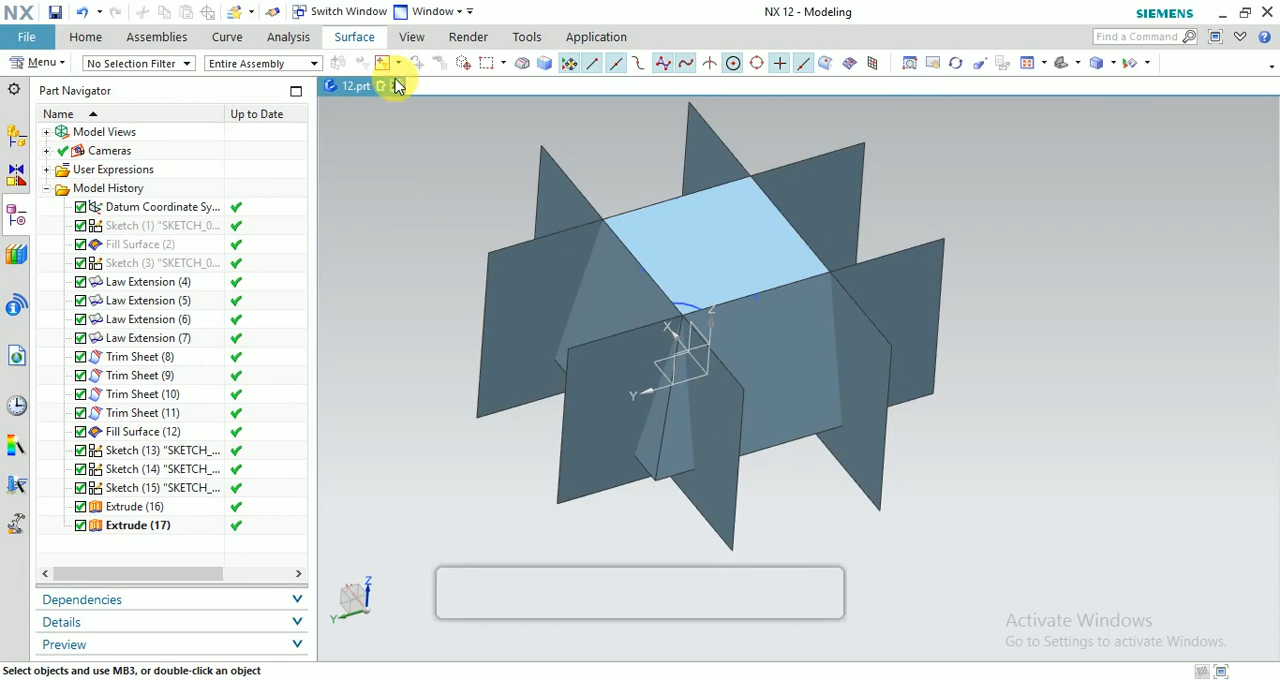 NX
Switch Window
Window
NX 12 - Modeling
SIEMENS
File
Home
Assemblies
Curve
Analysis
Surface
View
Render
Tools
Application
Find a Command
Menu
No Selection Filter
Entire Assembly
Part Navigator
12.prt
Name
Up to Date
Model Views
Cameras
User Expressions
Model History
Datum Coordinate Sy...
Sketch (1) "SKETCH_0...
Fill Surface (2)
Sketch (3) "SKETCH_0...
Law Extension (4)
Law Extension (5)
Law Extension (6)
Law Extension (7)
Trim Sheet (8)
Trim Sheet (9)
Trim Sheet (10)
Trim Sheet (11)
Fill Surface (12)
Sketch (13) "SKETCH_...
Sketch (14) "SKETCH_...
Sketch (15) "SKETCH_...
Extrude (16)
Extrude (17)
Z
X
Y
Z
Y
Dependencies
Details
Preview
Activate Windows
Go to Settings to activate Windows.
Select objects and use MB3, or double-click an object